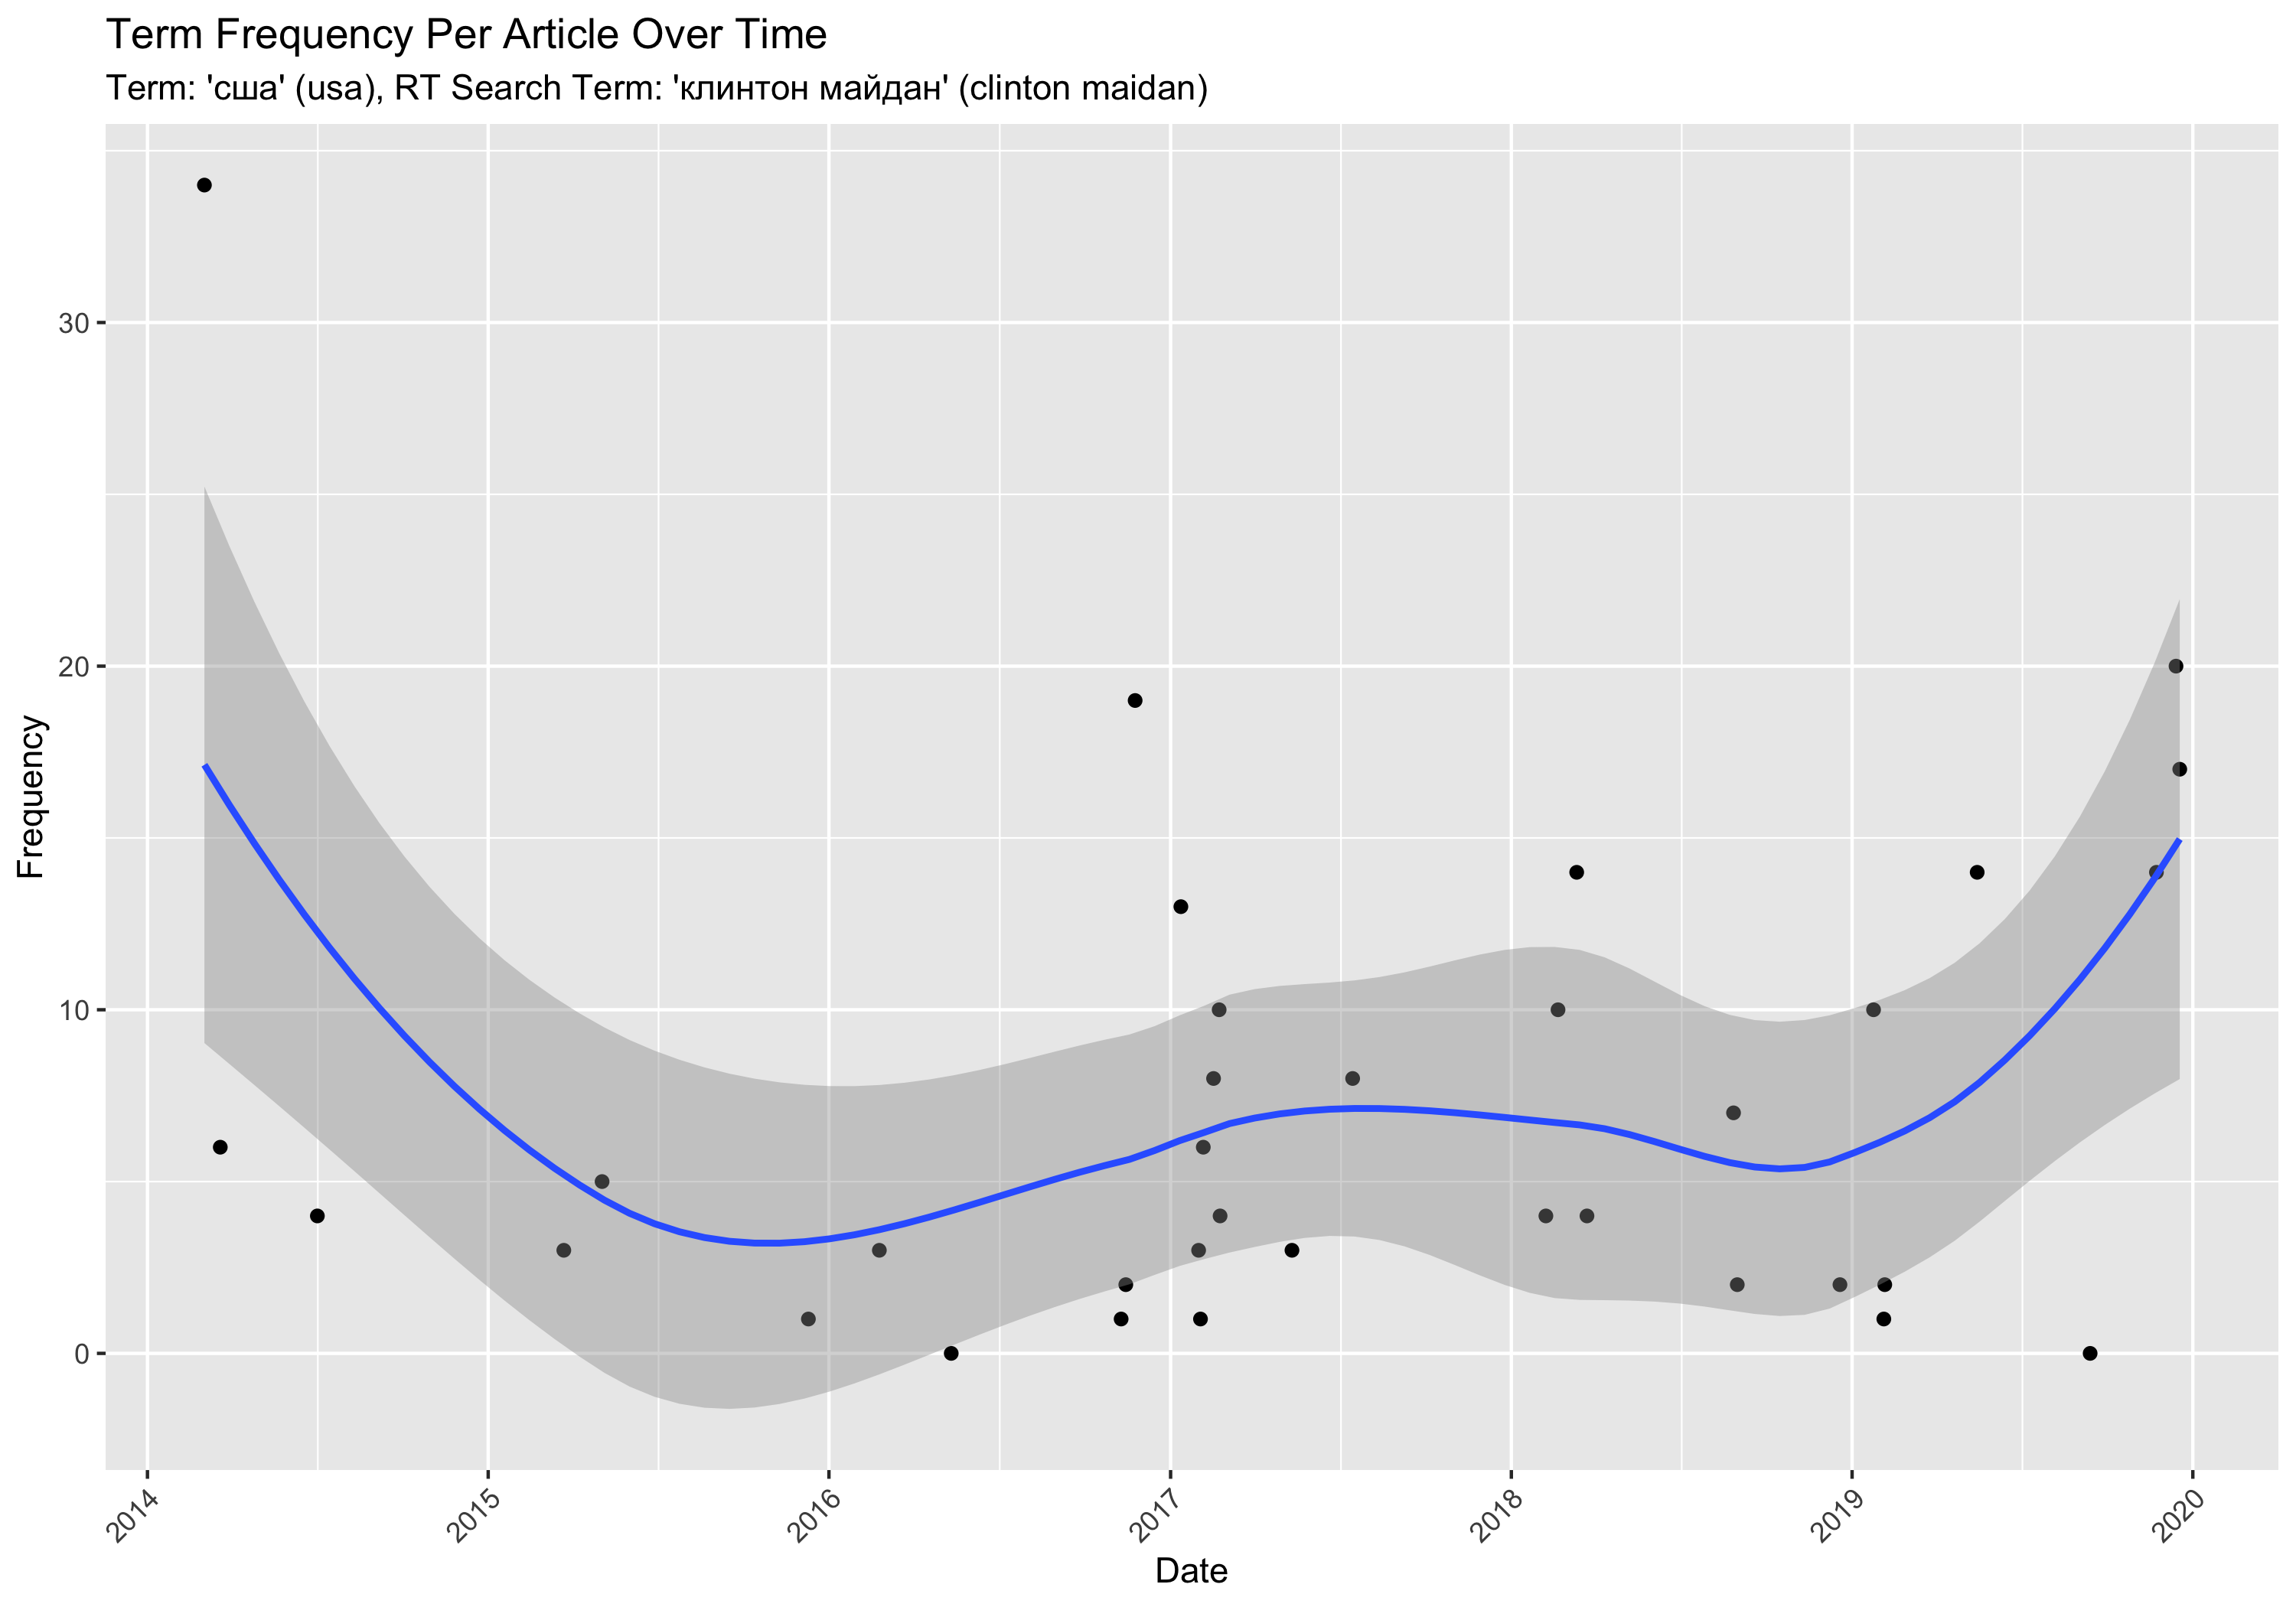 Term Frequency Per Article Over Time
Term: 'сша' (usa), RT Search Term: 'клинтон майдан' (clinton maidan)
Frequency
30
20
10
0
2014
2015
2016
2017
2018
2019
2020
Date